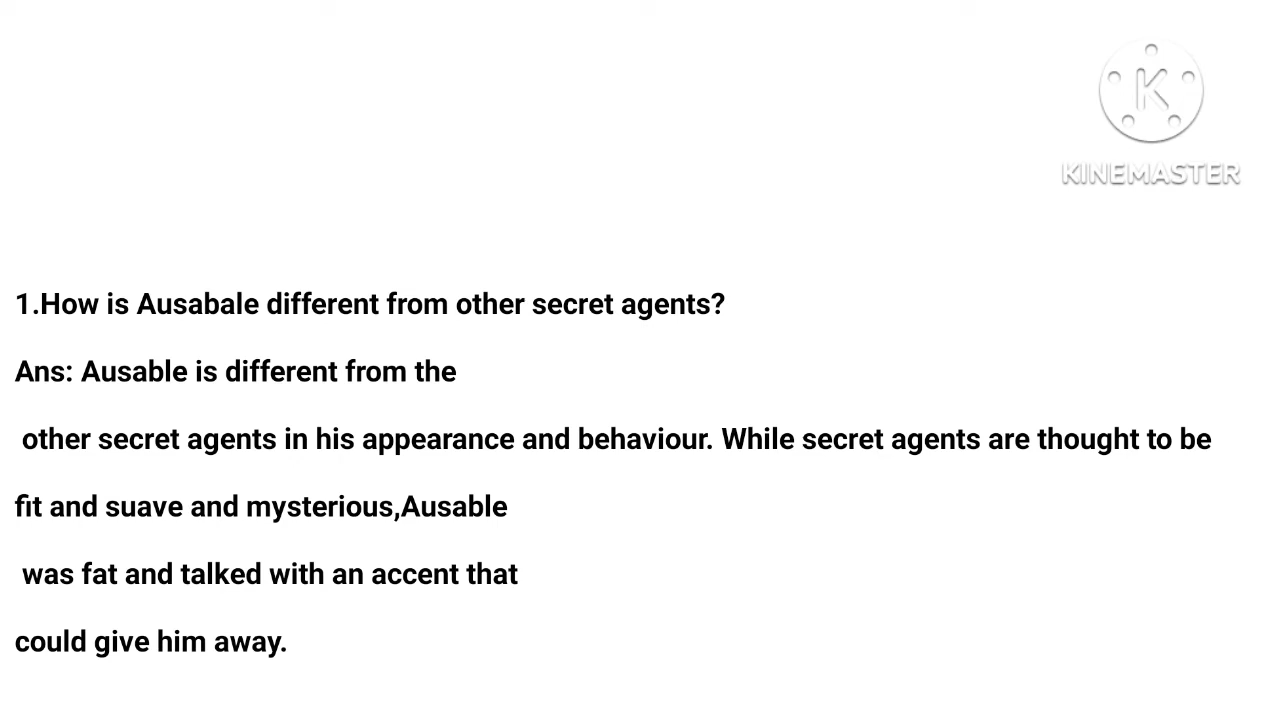 K
KINEMASTER
1.How is Ausabale different from other secret agents?
Ans: Ausable is different from the
other secret agents in his appearance and behaviour. While secret agents are thought to be
fit and suave and mysterious,Ausable
was fat and talked with an accent that
could give him away.